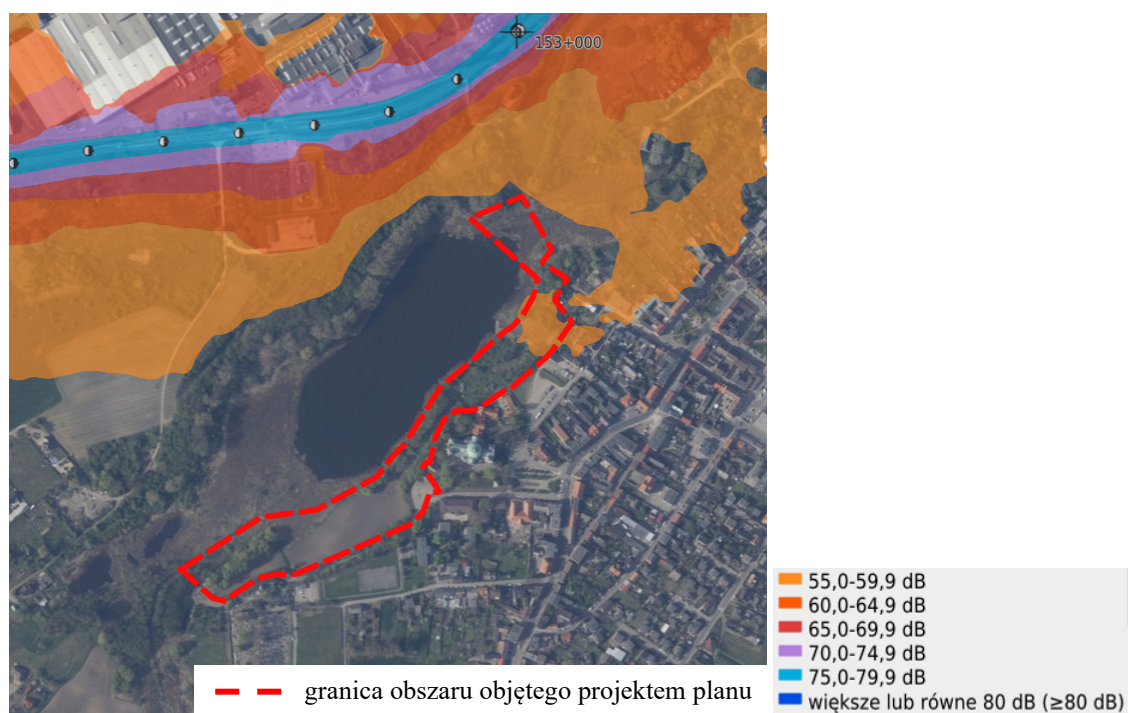 153+000
55,0-59,9 dB
60,0-64,9 dB
65,0-69,9 dB
70,0-74,9 dB
75,0-79,9 dB
większe lub równe 80 dB (≥80 dB)
granica obszaru objętego projektem planu